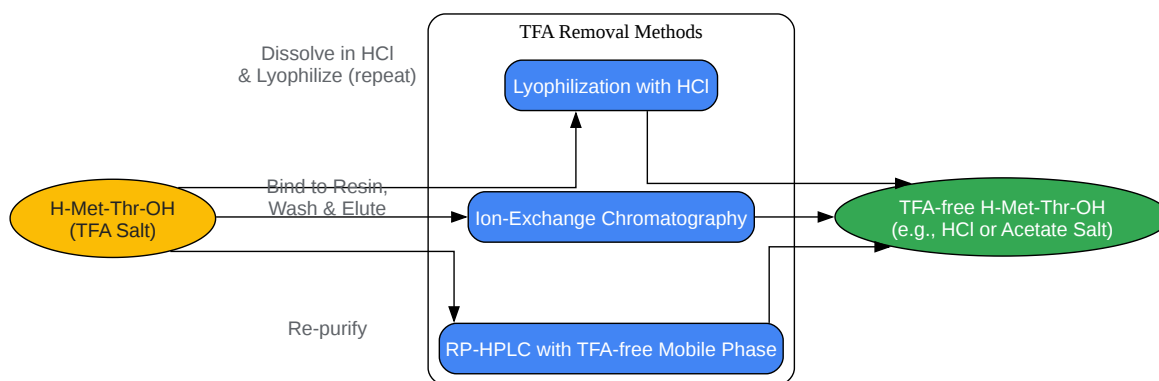 TFA Removal Methods
Dissolve in HCl
& Lyophilize (repeat)
Lyophilization with HCl
Bind to Resin,
Wash & Elute
H-Met-Thr-OH
(TFA Salt)
Ion-Exchange Chromatography
TFA-free H-Met-Thr-OH
(e.g., HCl or Acetate Salt)
Re-purify
RP-HPLC with TFA-free Mobile Phase